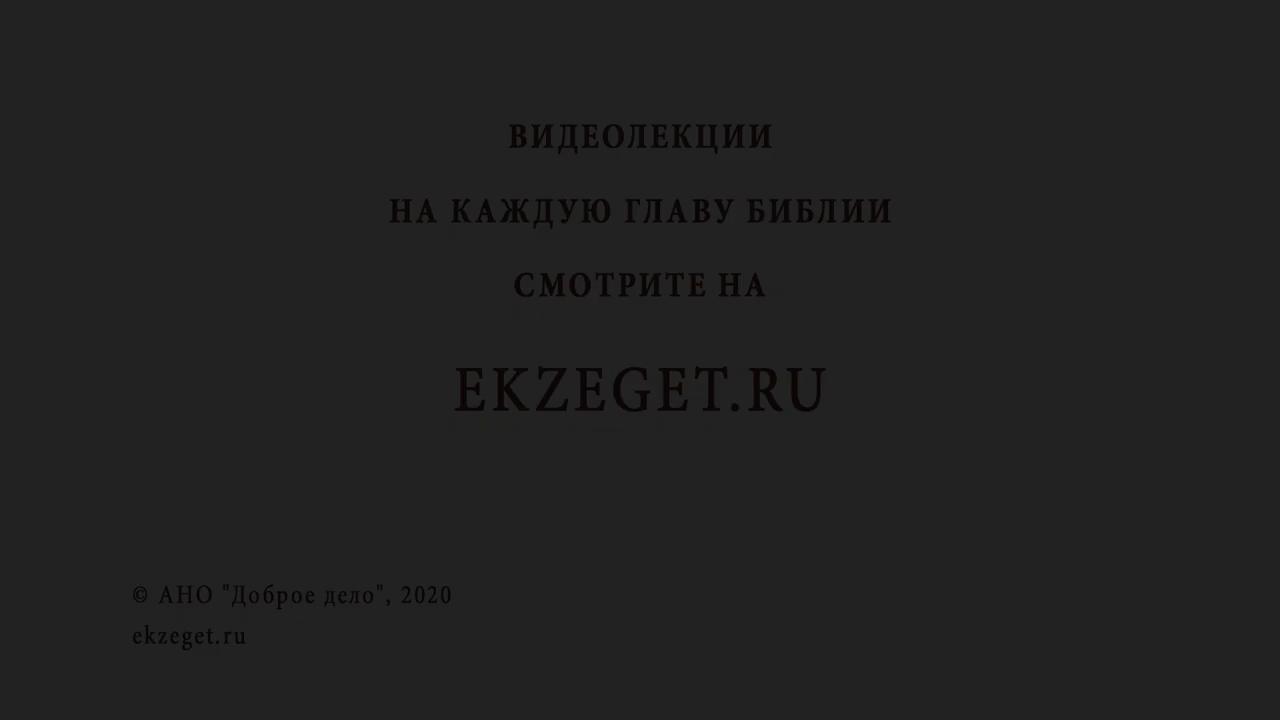 ВИДЕОЛЕКЦИИ
НА КАЖДУЮ ГЛАВУ БИБЛИИ
СМОТРИТЕ НА
EKZEGET.RU
© АНО "Доброе дело", 2020
ekzeget.ru